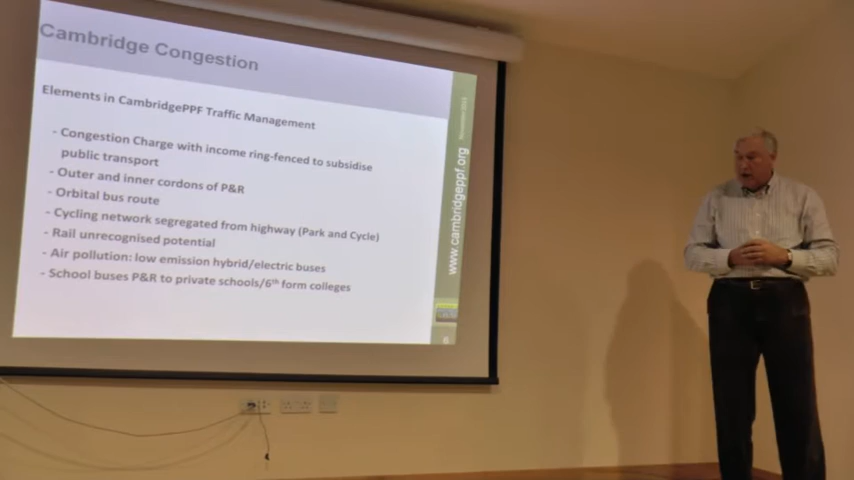 Cambridge Congestion
Elements in CambridgePPF Traffic Management
- Congestion Charge with income ring-fenced to subsidise
public transport
- Outer and inner cordons of P&R
- Orbital bus route
- Cycling network segregated from highway (Park and Cycle)
- Rail unrecognised potential
- Air pollution: low emission hybrid/electric buses
- School buses P&R to private schools/6th form colleges
www.cambridgeppf.org
6